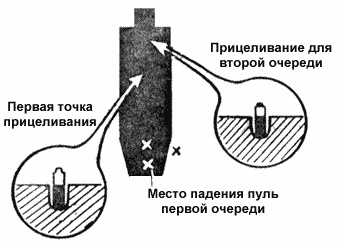 Прицеливание для
второй очереди
Первая точка
прицеливания
Место падения пуль
первой очереди